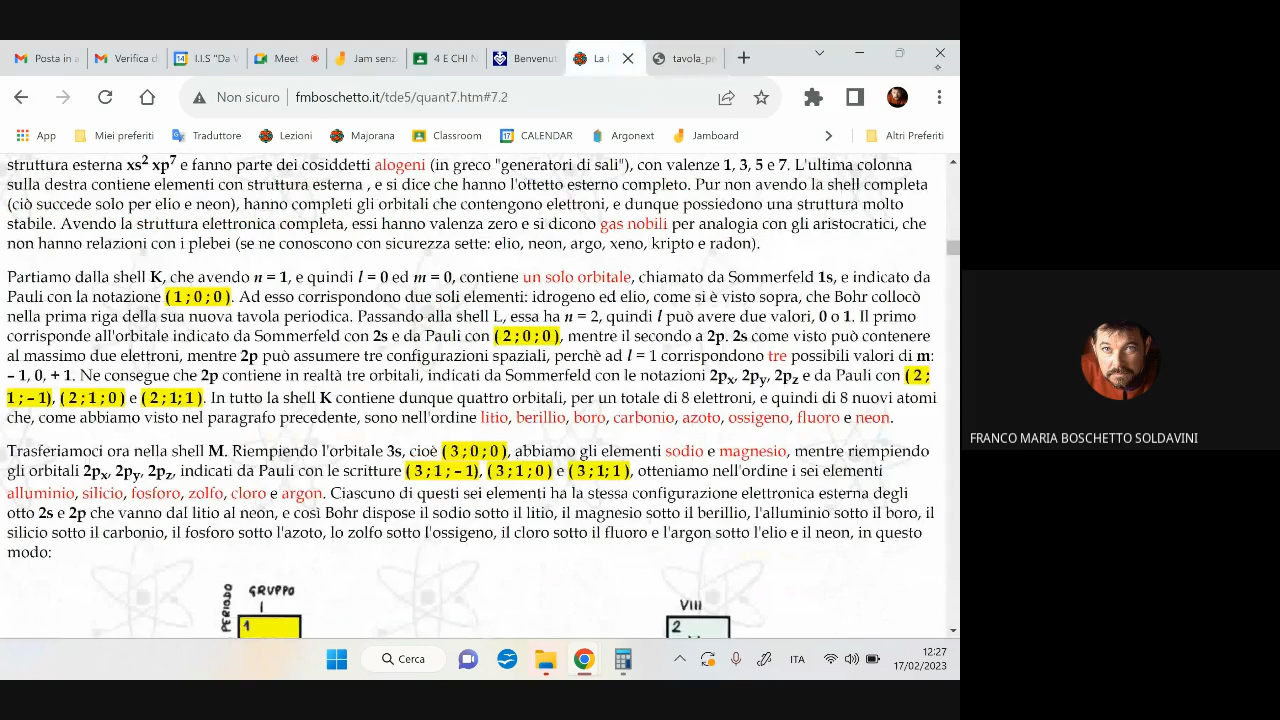 Posta in a
Verifica d
I.I.S "Da V
Meet
Jam senz
4 E CHI N
Benvenut
La t
tavola_pe
Non sicuro
fmboschetto.it/tde5/quant7.htm#7.2
App
Miei preferiti
Traduttore
Lezioni
Majorana
Classroom
CALENDAR
Argonext
Jamboard
Altri Preferiti
struttura esterna xs² xp⁷ e fanno parte dei cosiddetti alogeni (in greco "generatori di sali"), con valenze 1, 3, 5 e 7. L'ultima colonna
sulla destra contiene elementi con struttura esterna , e si dice che hanno l'ottetto esterno completo. Pur non avendo la shell completa
(ciò succede solo per elio e neon), hanno completi gli orbitali che contengono elettroni, e dunque possiedono una struttura molto
stabile. Avendo la struttura elettronica completa, essi hanno valenza zero e si dicono gas nobili per analogia con gli aristocratici, che
non hanno relazioni con i plebei (se ne conoscono con sicurezza sette: elio, neon, argo, xeno, kripto e radon).
Partiamo dalla shell K, che avendo n = 1, e quindi l = 0 ed m = 0, contiene un solo orbitale, chiamato da Sommerfeld 1s, e indicato da
Pauli con la notazione ( 1 ; 0 ; 0 ). Ad esso corrispondono due soli elementi: idrogeno ed elio, come si è visto sopra, che Bohr collocò
nella prima riga della sua nuova tavola periodica. Passando alla shell L, essa ha n = 2, quindi l può avere due valori, 0 o 1. Il primo
corrisponde all'orbitale indicato da Sommerfeld con 2s e da Pauli con ( 2 ; 0 ; 0 ), mentre il secondo a 2p. 2s come visto può contenere
al massimo due elettroni, mentre 2p può assumere tre configurazioni spaziali, perchè ad l = 1 corrispondono tre possibili valori di m:
– 1, 0, + 1. Ne consegue che 2p contiene in realtà tre orbitali, indicati da Sommerfeld con le notazioni 2px, 2py, 2pz e da Pauli con ( 2 ;
1 ; – 1 ), ( 2 ; 1 ; 0 ) e ( 2 ; 1; 1 ). In tutto la shell K contiene dunque quattro orbitali, per un totale di 8 elettroni, e quindi di 8 nuovi atomi
che, come abbiamo visto nel paragrafo precedente, sono nell'ordine litio, berillio, boro, carbonio, azoto, ossigeno, fluoro e neon.
Trasferiamoci ora nella shell M. Riempiendo l'orbitale 3s, cioè ( 3 ; 0 ; 0 ), abbiamo gli elementi sodio e magnesio, mentre riempiendo
gli orbitali 2px, 2py, 2pz, indicati da Pauli con le scritture ( 3 ; 1 ; – 1 ), ( 3 ; 1 ; 0 ) e ( 3 ; 1; 1 ), otteniamo nell'ordine i sei elementi
alluminio, silicio, fosforo, zolfo, cloro e argon. Ciascuno di questi sei elementi ha la stessa configurazione elettronica esterna degli
otto 2s e 2p che vanno dal litio al neon, e così Bohr dispose il sodio sotto il litio, il magnesio sotto il berillio, l'alluminio sotto il boro, il
silicio sotto il carbonio, il fosforo sotto l'azoto, lo zolfo sotto l'ossigeno, il cloro sotto il fluoro e l'argon sotto l'elio e il neon, in questo
modo:
PERIODO
GRUPPO
I
VIII
1
2
FRANCO MARIA BOSCHETTO SOLDAVINI
Cerca
ITA
12:27
17/02/2023